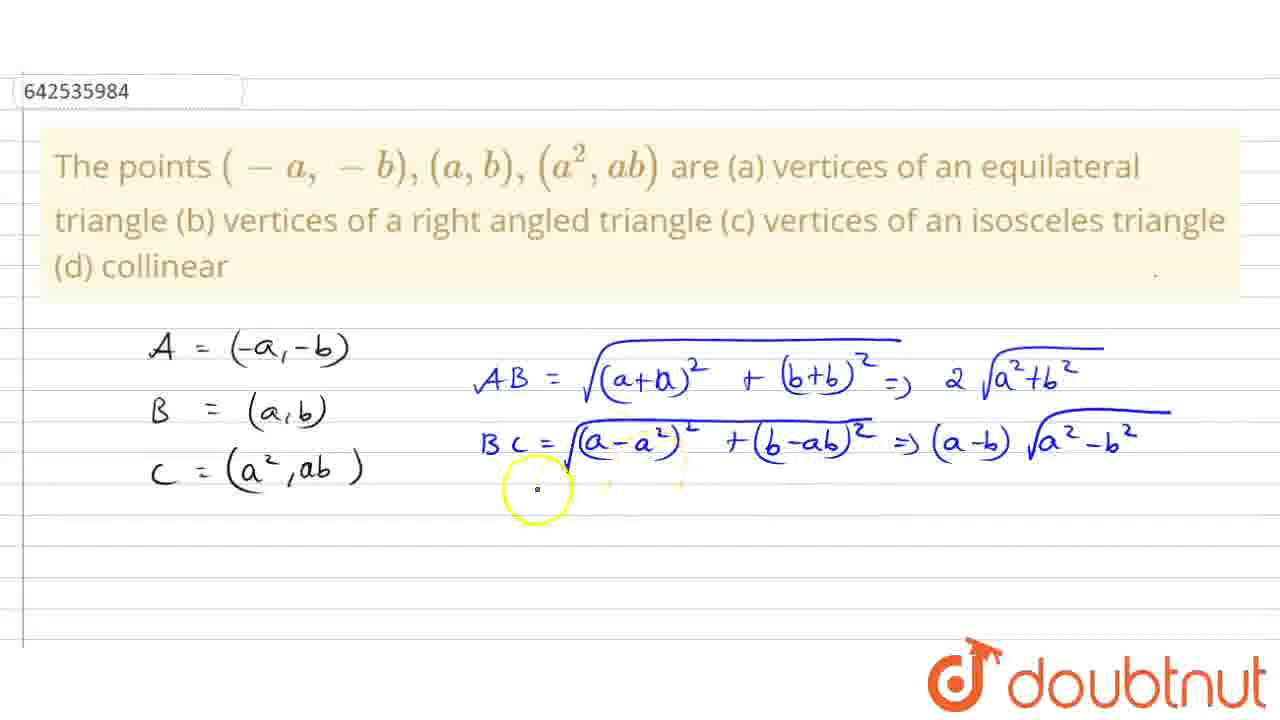 642535984
The points (−a, −b), (a, b), (a², ab) are (a) vertices of an equilateral
triangle (b) vertices of a right angled triangle (c) vertices of an isosceles triangle
(d) collinear
A = (-a, -b)
B = (a, b)
C = (a², ab)
AB = √((a+a)² + (b+b)²) => 2 √(a²+b²)
BC = √((a-a²)² + (b-ab)²) => (a-b) √(a²-b²)
doubtnut